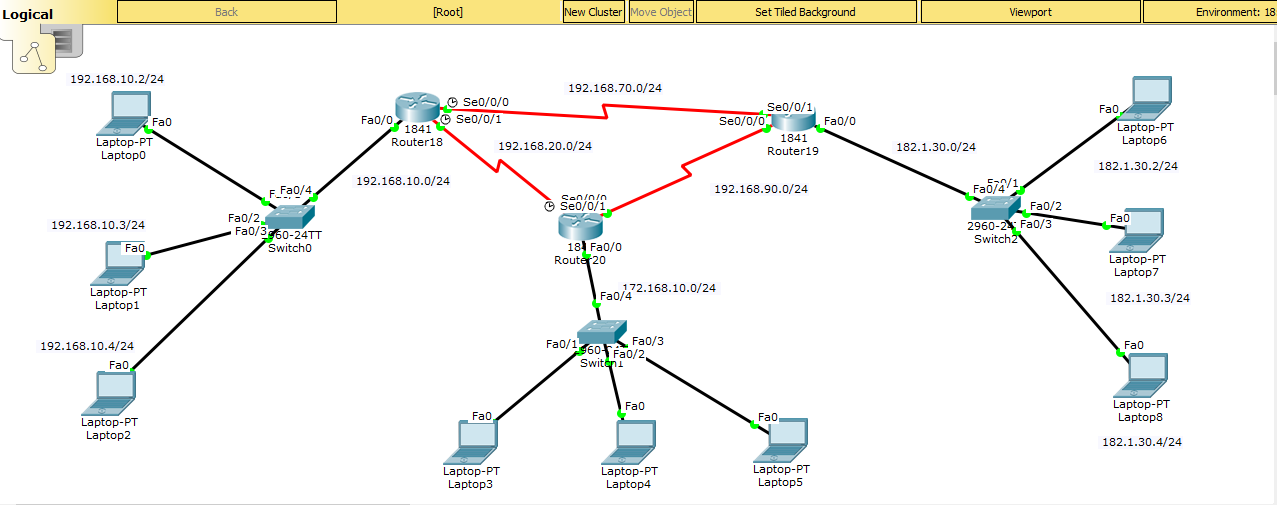 Logical
Back
[Root]
New Cluster
Move Object
Set Tiled Background
Viewport
Environment: 18
192.168.10.2/24
Fa0
Laptop-PT
Laptop0
192.168.10.3/24
Fa0
Laptop-PT
Laptop1
192.168.10.4/24
Fa0
Laptop-PT
Laptop2
Fa0/4
Fa0/2
Fa0/3
2960-24TT
Switch0
192.168.10.0/24
Fa0/0
Se0/0/0
Se0/0/1
1841
Router18
192.168.70.0/24
192.168.20.0/24
192.168.90.0/24
Se0/0/1
Se0/0/0
Fa0/0
1841
Router19
Se0/0/0
Se0/0/1
Fa0/0
Router20
172.168.10.0/24
Fa0/4
Fa0/1
Fa0/2
Fa0/3
Switch1
Fa0
Laptop-PT
Laptop3
Fa0
Laptop-PT
Laptop4
Fa0
Laptop-PT
Laptop5
182.1.30.0/24
Fa0/4
Fa0/2
Fa0/3
Switch2
Fa0
Laptop-PT
Laptop6
182.1.30.2/24
Fa0
Laptop-PT
Laptop7
182.1.30.3/24
Fa0
Laptop-PT
Laptop8
182.1.30.4/24